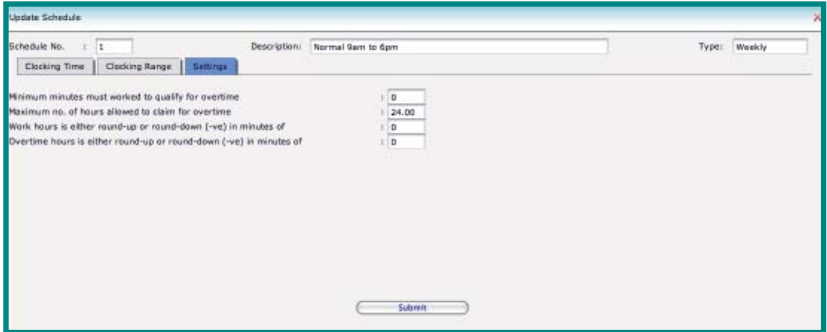 Update Schedule
Schedule No. : 1 Description: Normal 9am to 6pm Type: Weekly
Clocking Time Clocking Range Settings
Minimum minutes must worked to qualify for overtime : 0
Maximum no. of hours allowed to claim for overtime : 24.00
Work hours is either round-up or round-down (-ve) in minutes of : 0
Overtime hours is either round-up or round-down (-ve) in minutes of : 0
Submit